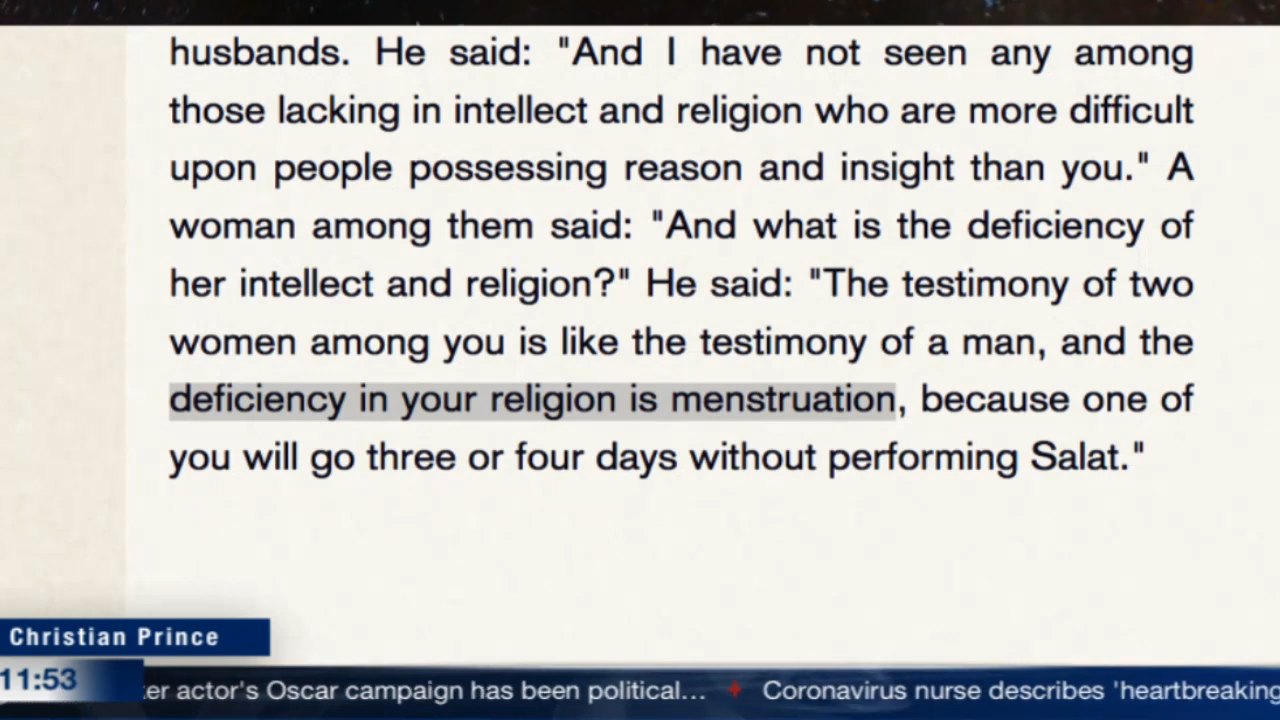 husbands. He said: "And I have not seen any among
those lacking in intellect and religion who are more difficult
upon people possessing reason and insight than you." A
woman among them said: "And what is the deficiency of
her intellect and religion?" He said: "The testimony of two
women among you is like the testimony of a man, and the
deficiency in your religion is menstruation, because one of
you will go three or four days without performing Salat."
Christian Prince
11:53
er actor's Oscar campaign has been political... Coronavirus nurse describes 'heartbreaking